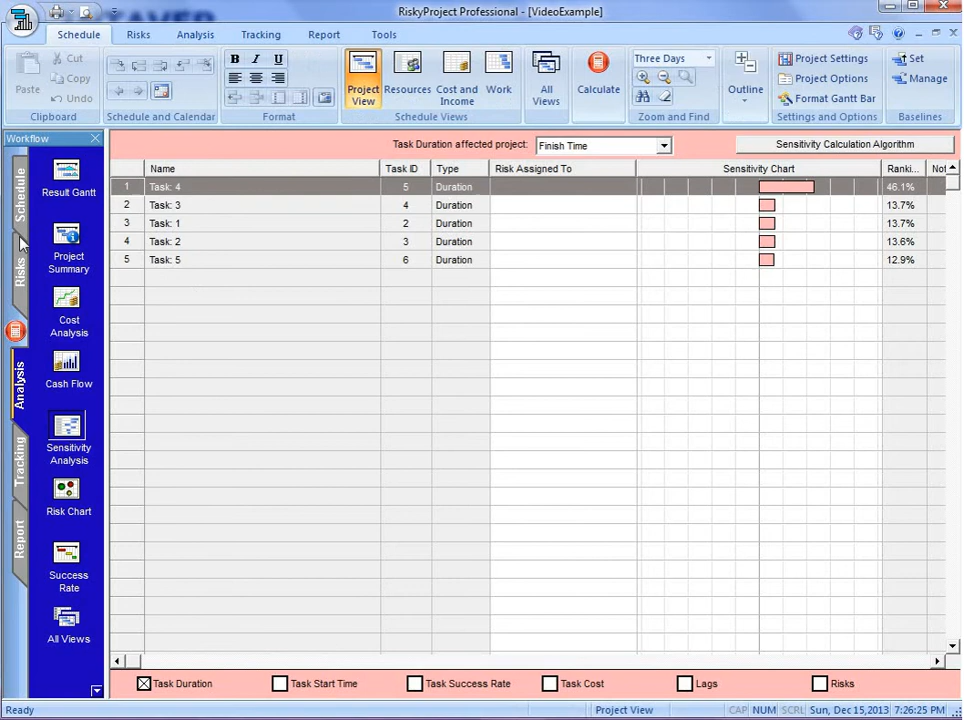 RiskyProject Professional - [VideoExample]
Schedule Risks Analysis Tracking Report Tools
Paste
Cut
Copy
Undo
Clipboard
Schedule and Calendar
B I U
Format
Project View
Resources
Cost and Income
Work
All Views
Schedule Views
Calculate
Three Days
Zoom and Find
Outline
Project Settings
Project Options
Format Gantt Bar
Settings and Options
Set
Manage
Baselines
Workflow
Schedule
Risks
Analysis
Tracking
Report
Result Gantt
Project Summary
Cost Analysis
Cash Flow
Sensitivity Analysis
Risk Chart
Success Rate
All Views
Task Duration affected project: Finish Time
Sensitivity Calculation Algorithm
Name Task ID Type Risk Assigned To Sensitivity Chart Ranki... Not
1 Task: 4 5 Duration 46.1%
2 Task: 3 4 Duration 13.7%
3 Task: 1 2 Duration 13.7%
4 Task: 2 3 Duration 13.6%
5 Task: 5 6 Duration 12.9%
Task Duration Task Start Time Task Success Rate Task Cost Lags Risks
Ready Project View CAP NUM SCRL Sun, Dec 15,2013 7:26:25 PM